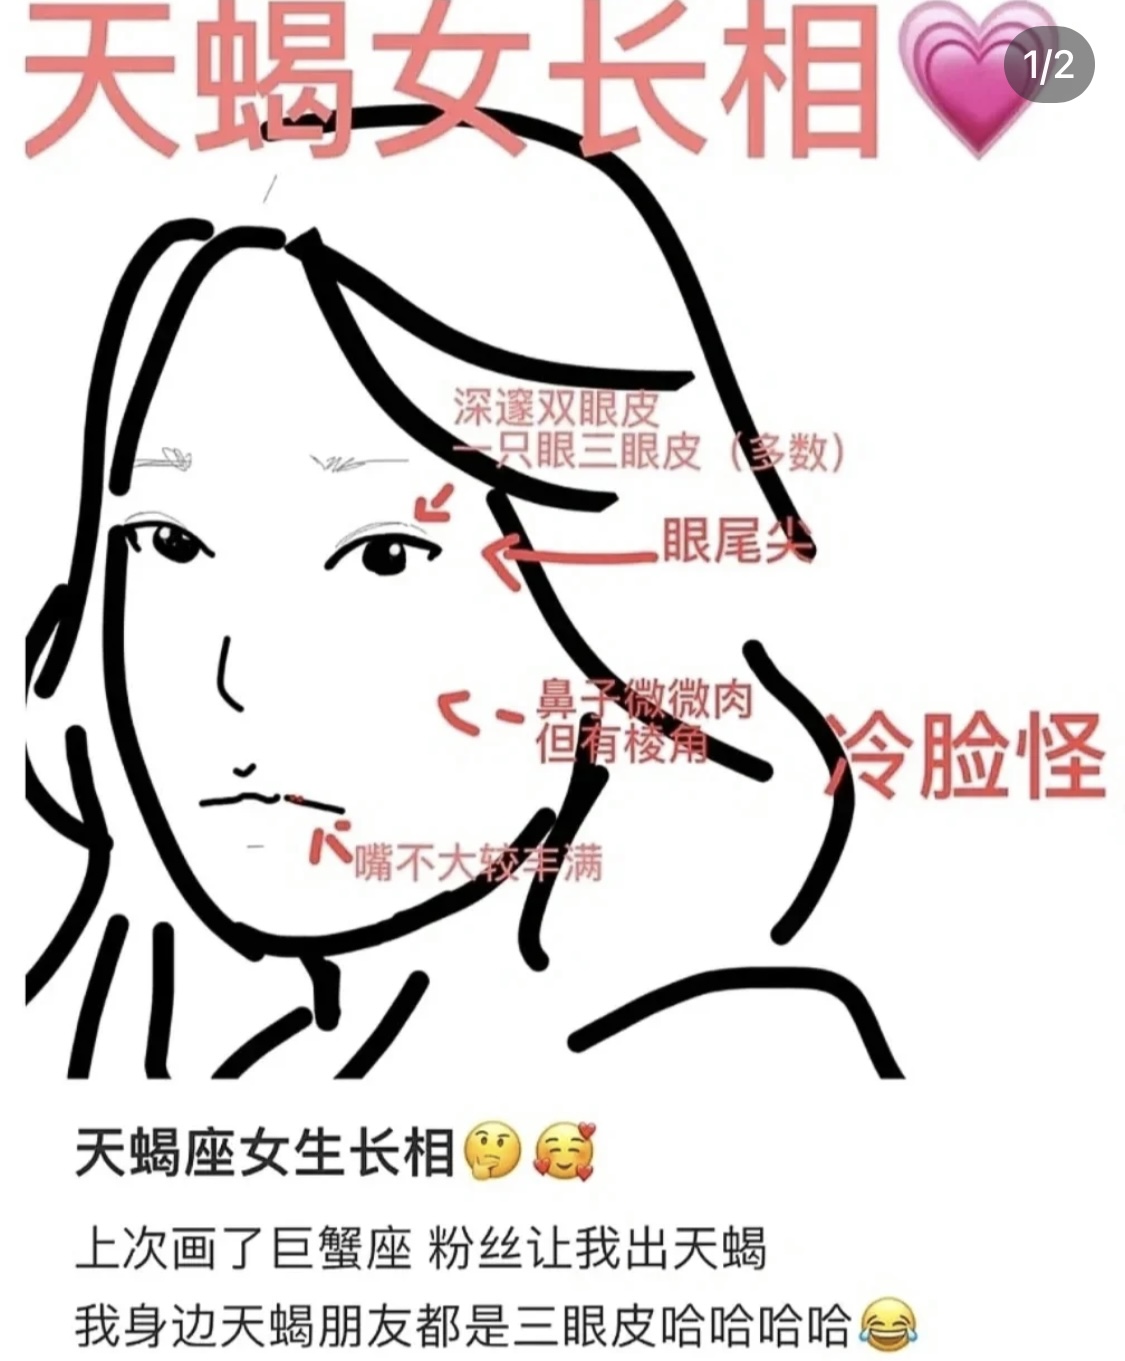 天蝎女长相💗
1/2
深邃双眼皮
一只眼三眼皮（多数）
眼尾尖
鼻子微微肉
但有棱角
冷脸怪
嘴不大较丰满
天蝎座女生长相🤔🥰
上次画了巨蟹座 粉丝让我出天蝎
我身边天蝎朋友都是三眼皮哈哈哈哈😂